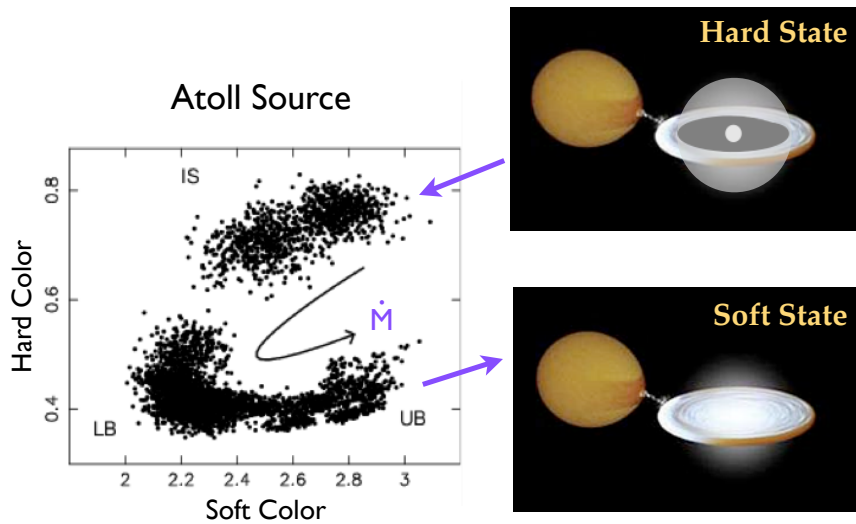 Atoll Source
IS
0.8
0.6
0.4
Hard Color
Ṁ
LB
UB
2 2.2 2.4 2.6 2.8 3
Soft Color
Hard State
Soft State